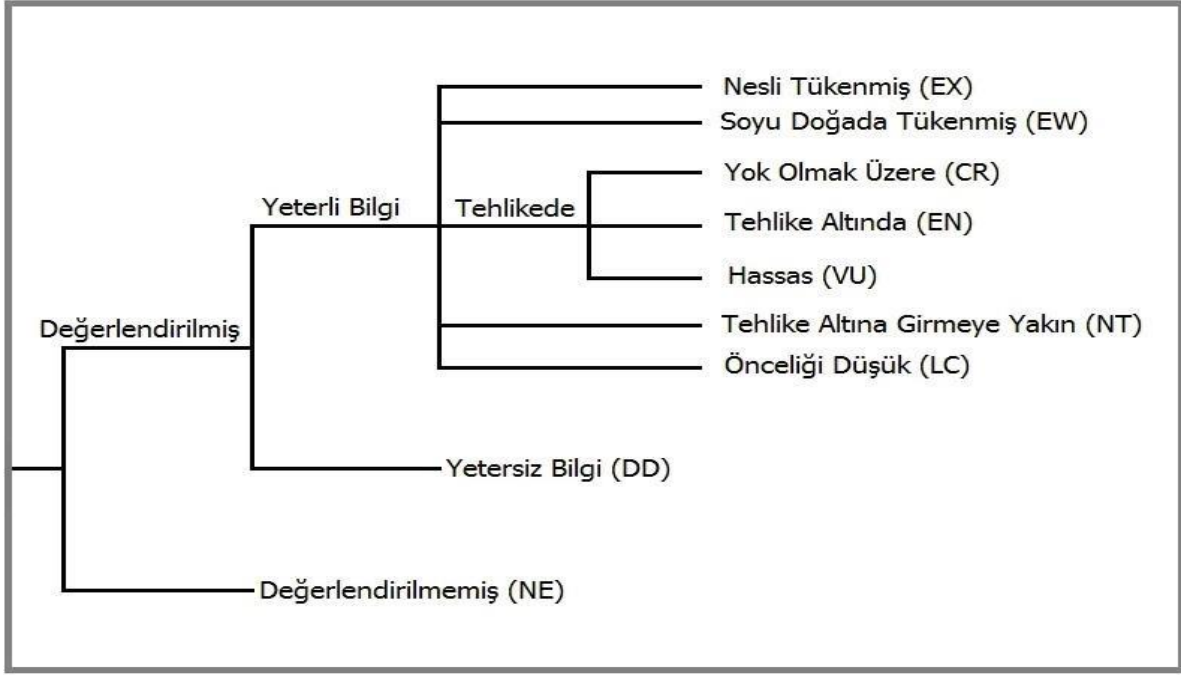 Nesli Tükenmiş (EX)
Soyu Doğada Tükenmiş (EW)
Yok Olmak Üzere (CR)
Yeterli Bilgi
Tehlikede
Tehlike Altında (EN)
Hassas (VU)
Değerlendirilmiş
Tehlike Altına Girmeye Yakın (NT)
Önceliği Düşük (LC)
Yetersiz Bilgi (DD)
Değerlendirilmemiş (NE)